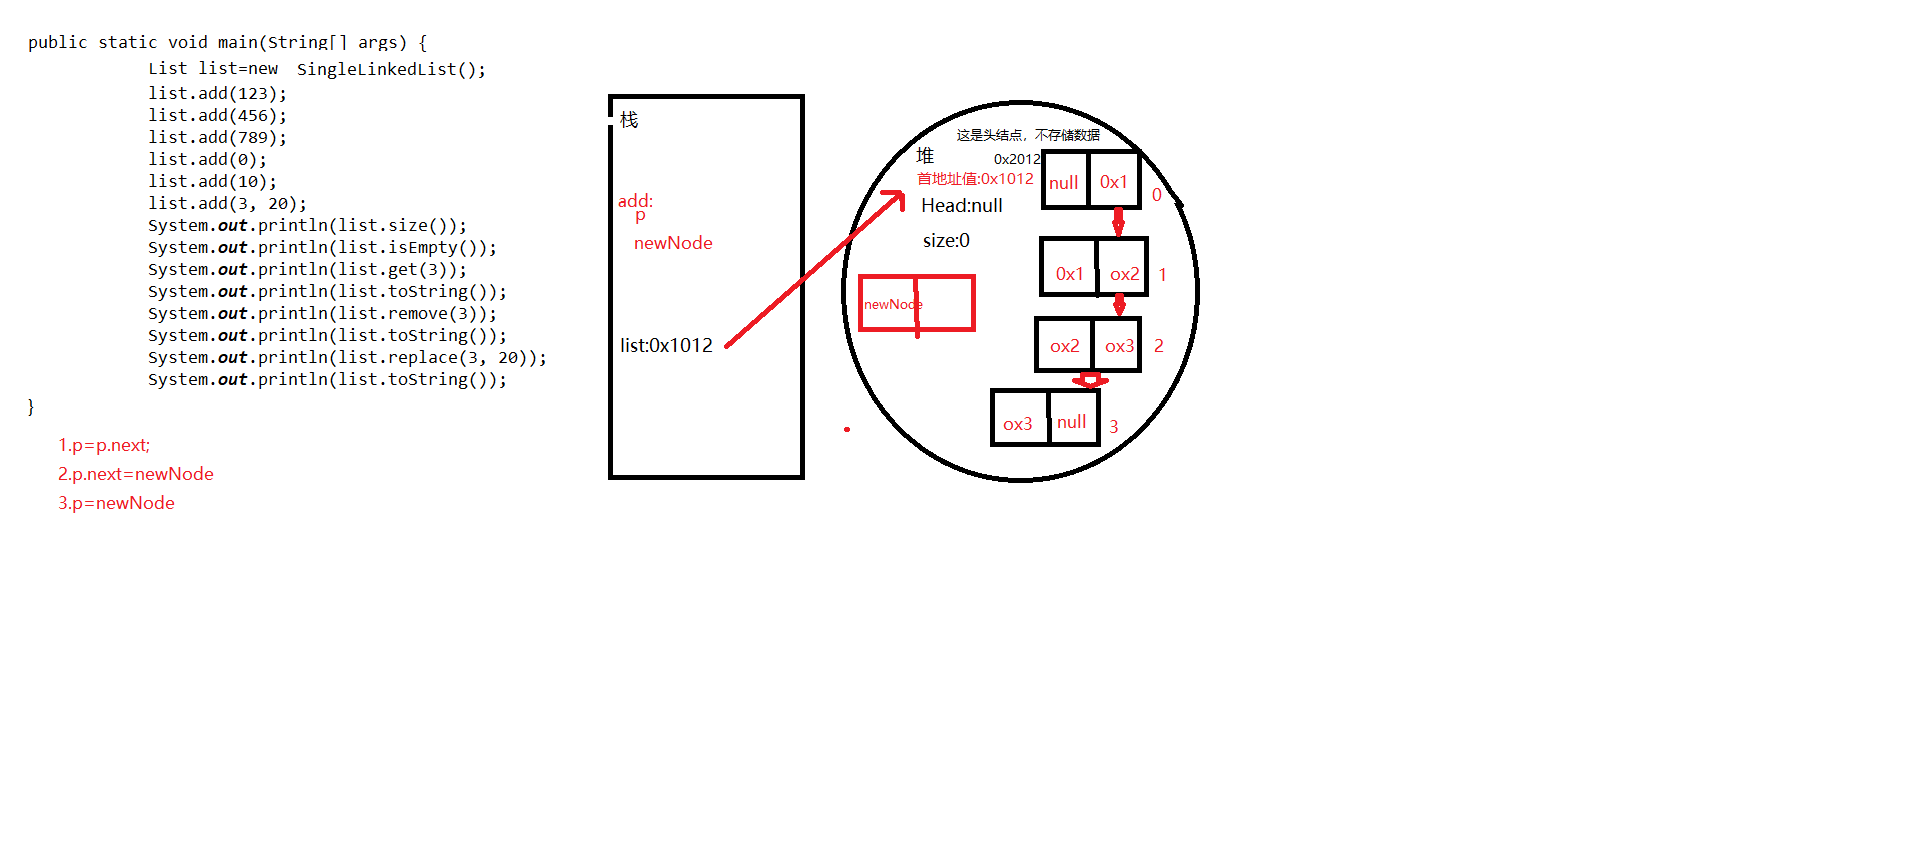 public static void main(String[] args) {
List list=new SingleLinkedList();
list.add(123);
list.add(456);
list.add(789);
list.add(0);
list.add(10);
list.add(3, 20);
System.out.println(list.size());
System.out.println(list.isEmpty());
System.out.println(list.get(3));
System.out.println(list.toString());
System.out.println(list.remove(3));
System.out.println(list.toString());
System.out.println(list.replace(3, 20));
System.out.println(list.toString());
}
1.p=p.next;
2.p.next=newNode
3.p=newNode
栈
add:
p
newNode
list:0x1012
这是头结点，不存储数据
堆
0x2012
首地址值:0x1012
Head:null
size:0
newNode
null 0x1 0
0x1 ox2 1
ox2 ox3 2
ox3 null 3